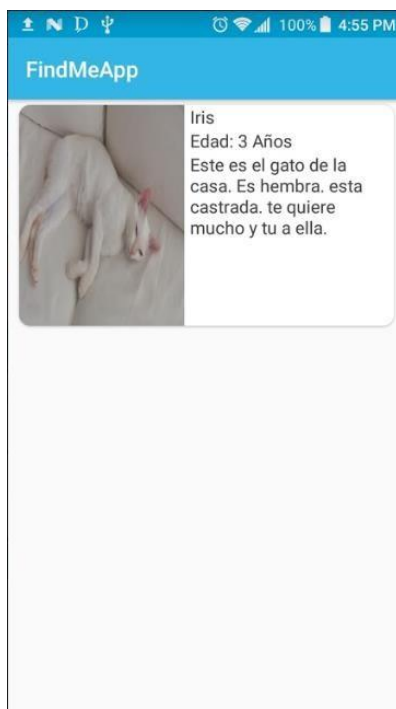 100% 4:55 PM
FindMeApp
Iris
Edad: 3 Años
Este es el gato de la
casa. Es hembra. esta
castrada. te quiere
mucho y tu a ella.